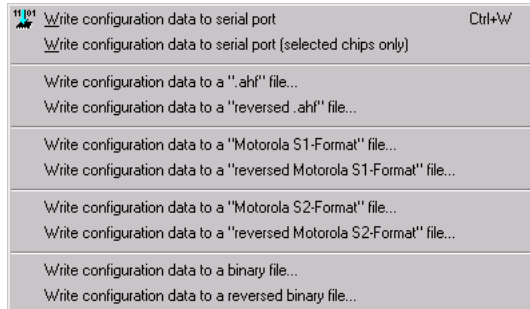 Write configuration data to serial port Ctrl+W
Write configuration data to serial port (selected chips only)
Write configuration data to a ".ahf" file...
Write configuration data to a "reversed .ahf" file...
Write configuration data to a "Motorola S1-Format" file...
Write configuration data to a "reversed Motorola S1-Format" file...
Write configuration data to a "Motorola S2-Format" file...
Write configuration data to a "reversed Motorola S2-Format" file...
Write configuration data to a binary file...
Write configuration data to a reversed binary file...